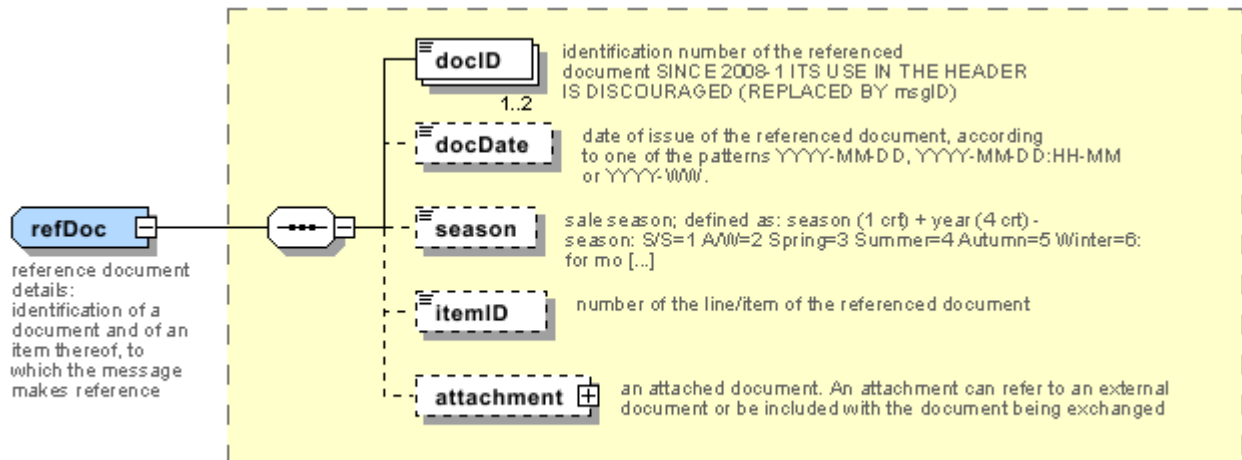 docID
1..2
identification number of the referenced
document SINCE 2008-1 ITS USE IN THE HEADER
IS DISCOURAGED (REPLACED BY msgID)
docDate
date of issue of the referenced document, according
to one of the patterns YYYY-MM-DD, YYYY-MM-DD:HH-MM
or YYYY-WW.
refDoc
reference document
details:
identification of a
document and of an
item thereof, to
which the message
makes reference
season
sale season; defined as: season (1 crt) + year (4 crt) -
season: S/S=1 A/W=2 Spring=3 Summer=4 Autumn=5 Winter=6:
for mo [...]
itemID
number of the line/item of the referenced document
attachment
an attached document. An attachment can refer to an external
document or be included with the document being exchanged